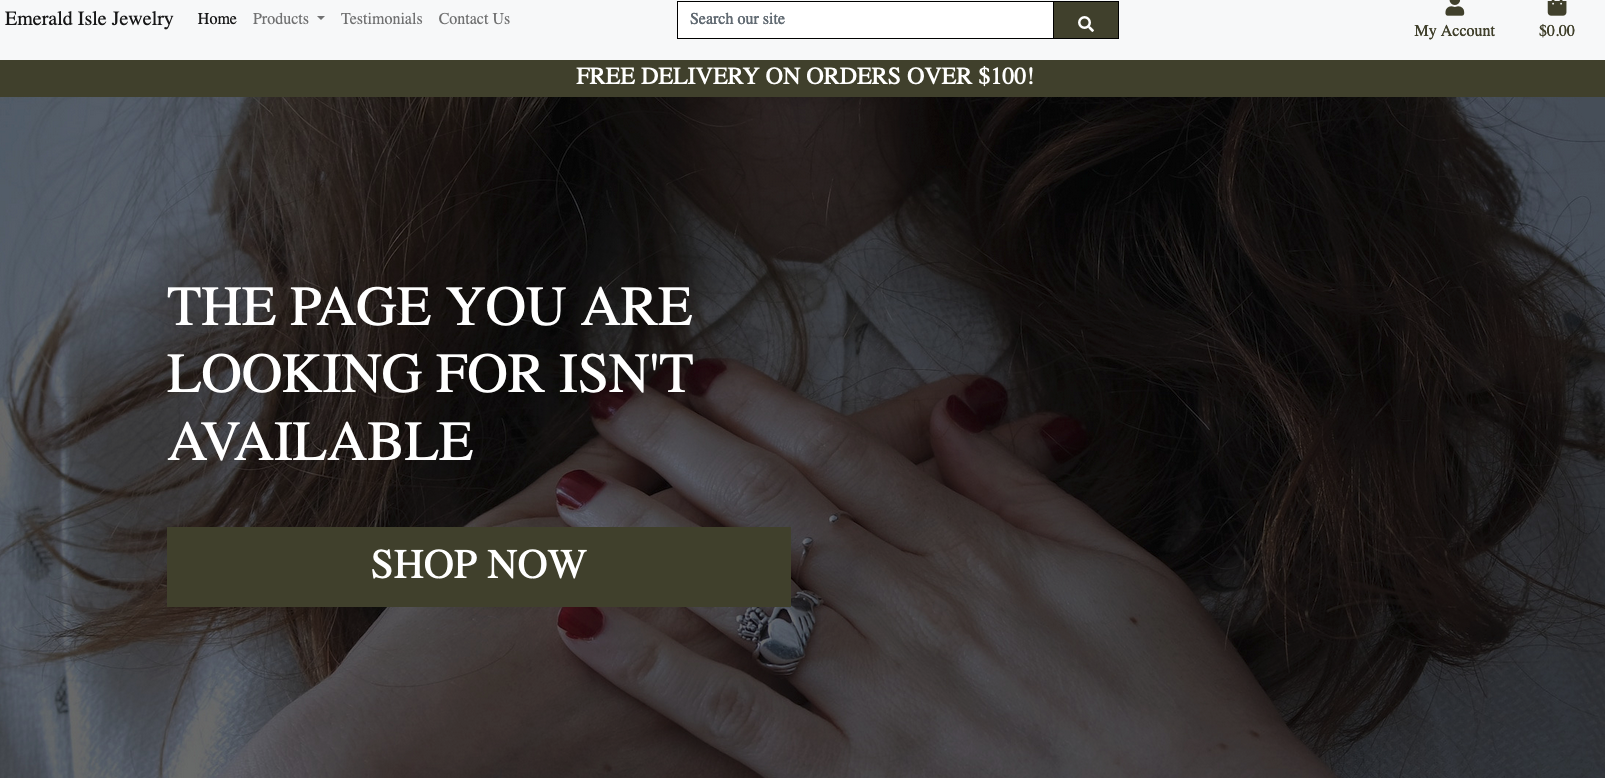 Emerald Isle Jewelry Home Products Testimonials Contact Us Search our site My Account $0.00
FREE DELIVERY ON ORDERS OVER $100!
THE PAGE YOU ARE
LOOKING FOR ISN'T
AVAILABLE
SHOP NOW